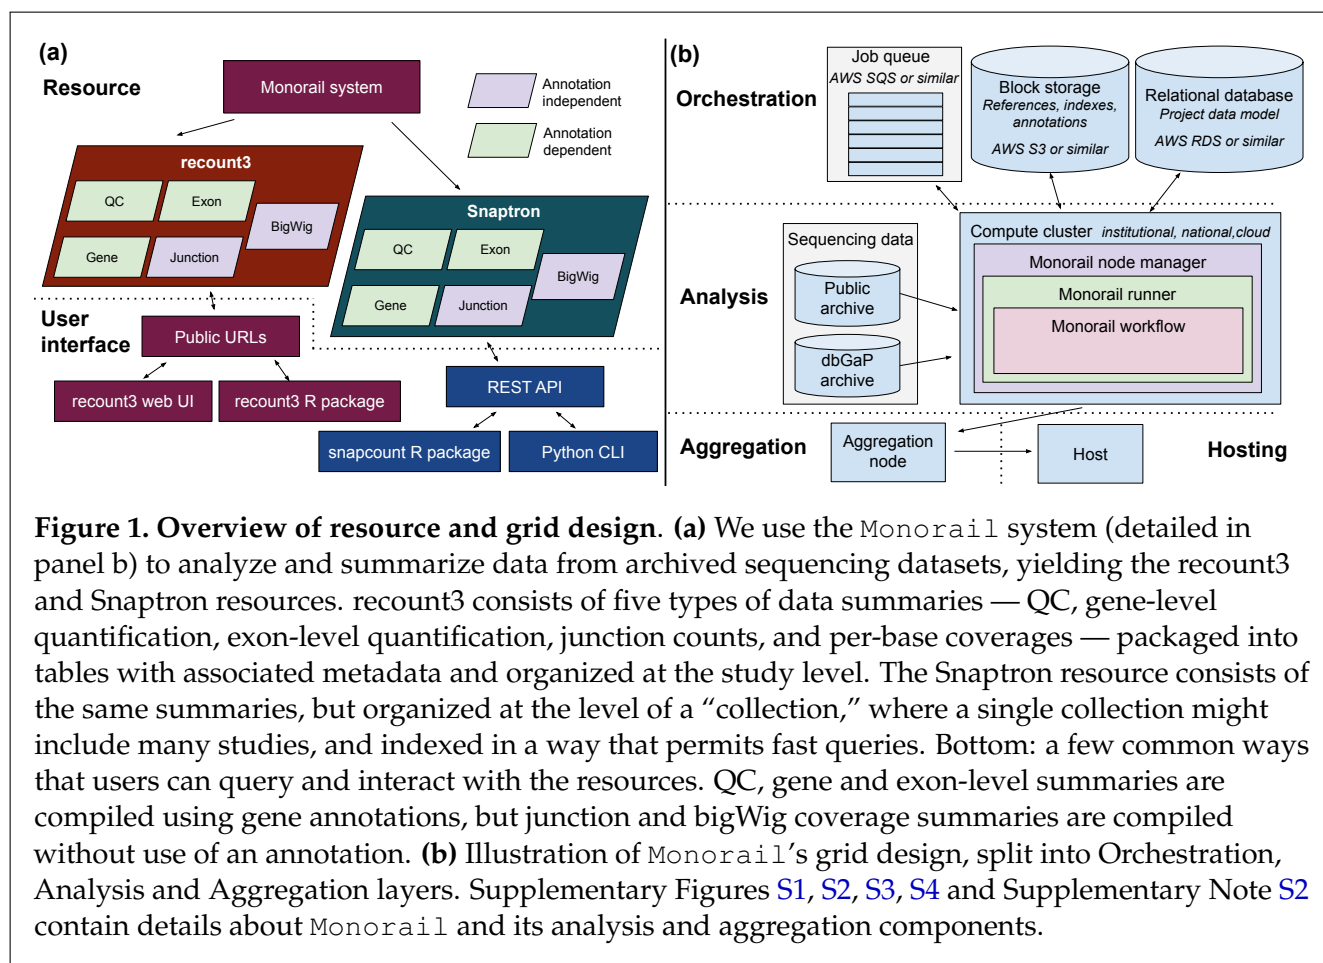 (a)
Resource
Monorail system
Annotation
independent
Annotation
dependent
recount3
QC
Exon
BigWig
Gene
Junction
Snaptron
QC
Exon
BigWig
Gene
Junction
User
interface
Public URLs
recount3 web UI
recount3 R package
REST API
snapcount R package
Python CLI
(b)
Orchestration
Job queue
AWS SQS or similar
Block storage
References, indexes,
annotations
AWS S3 or similar
Relational database
Project data model
AWS RDS or similar
Analysis
Sequencing data
Public
archive
dbGaP
archive
Compute cluster institutional, national,cloud
Monorail node manager
Monorail runner
Monorail workflow
Aggregation
Aggregation
node
Host
Hosting
Figure 1. Overview of resource and grid design. (a) We use the Monorail system (detailed in
panel b) to analyze and summarize data from archived sequencing datasets, yielding the recount3
and Snaptron resources. recount3 consists of five types of data summaries — QC, gene-level
quantification, exon-level quantification, junction counts, and per-base coverages — packaged into
tables with associated metadata and organized at the study level. The Snaptron resource consists of
the same summaries, but organized at the level of a “collection,” where a single collection might
include many studies, and indexed in a way that permits fast queries. Bottom: a few common ways
that users can query and interact with the resources. QC, gene and exon-level summaries are
compiled using gene annotations, but junction and bigWig coverage summaries are compiled
without use of an annotation. (b) Illustration of Monorail’s grid design, split into Orchestration,
Analysis and Aggregation layers. Supplementary Figures S1, S2, S3, S4 and Supplementary Note S2
contain details about Monorail and its analysis and aggregation components.